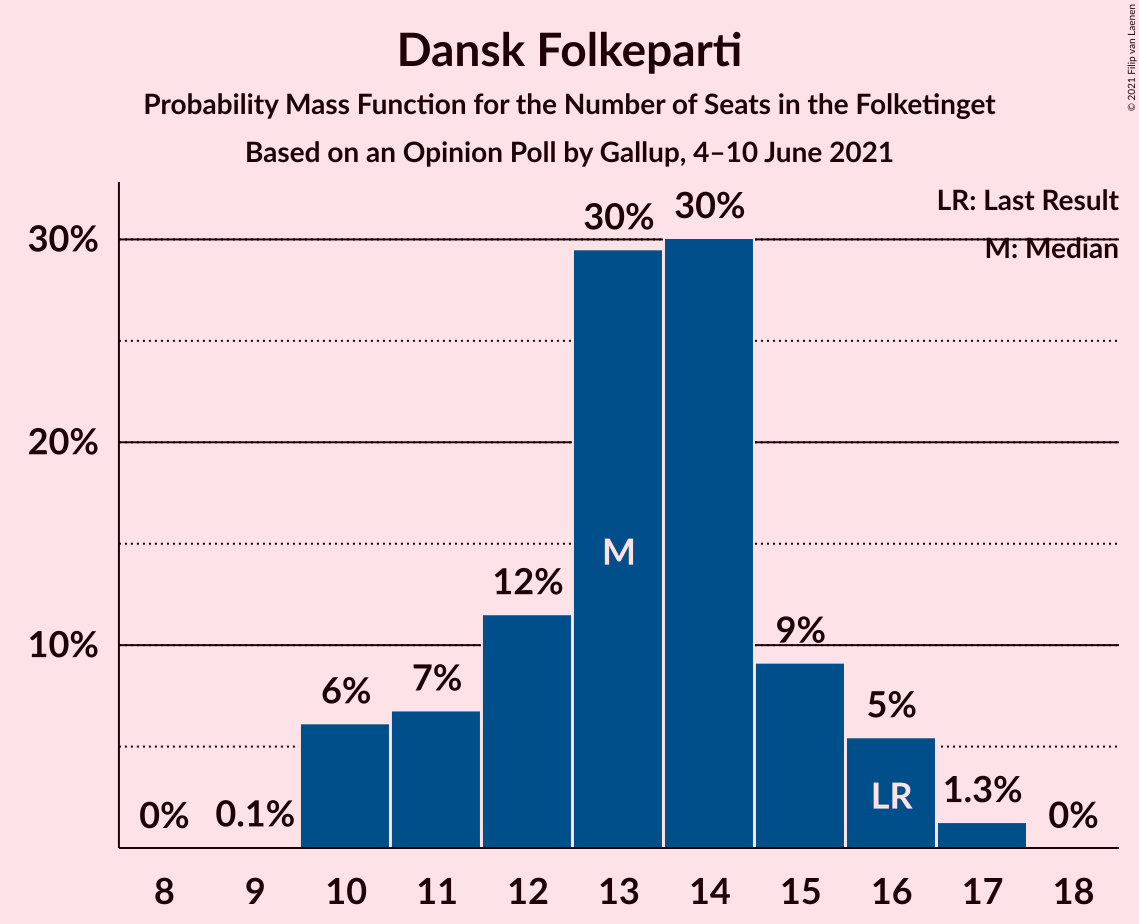 Dansk Folkeparti
Probability Mass Function for the Number of Seats in the Folketinget
Based on an Opinion Poll by Gallup, 4–10 June 2021
© 2021 Filip van Laenen
LR: Last Result
M: Median
30%
20%
10%
0%
0.1%
6%
7%
12%
30%
30%
9%
5%
1.3%
0%
M
LR
8 9 10 11 12 13 14 15 16 17 18